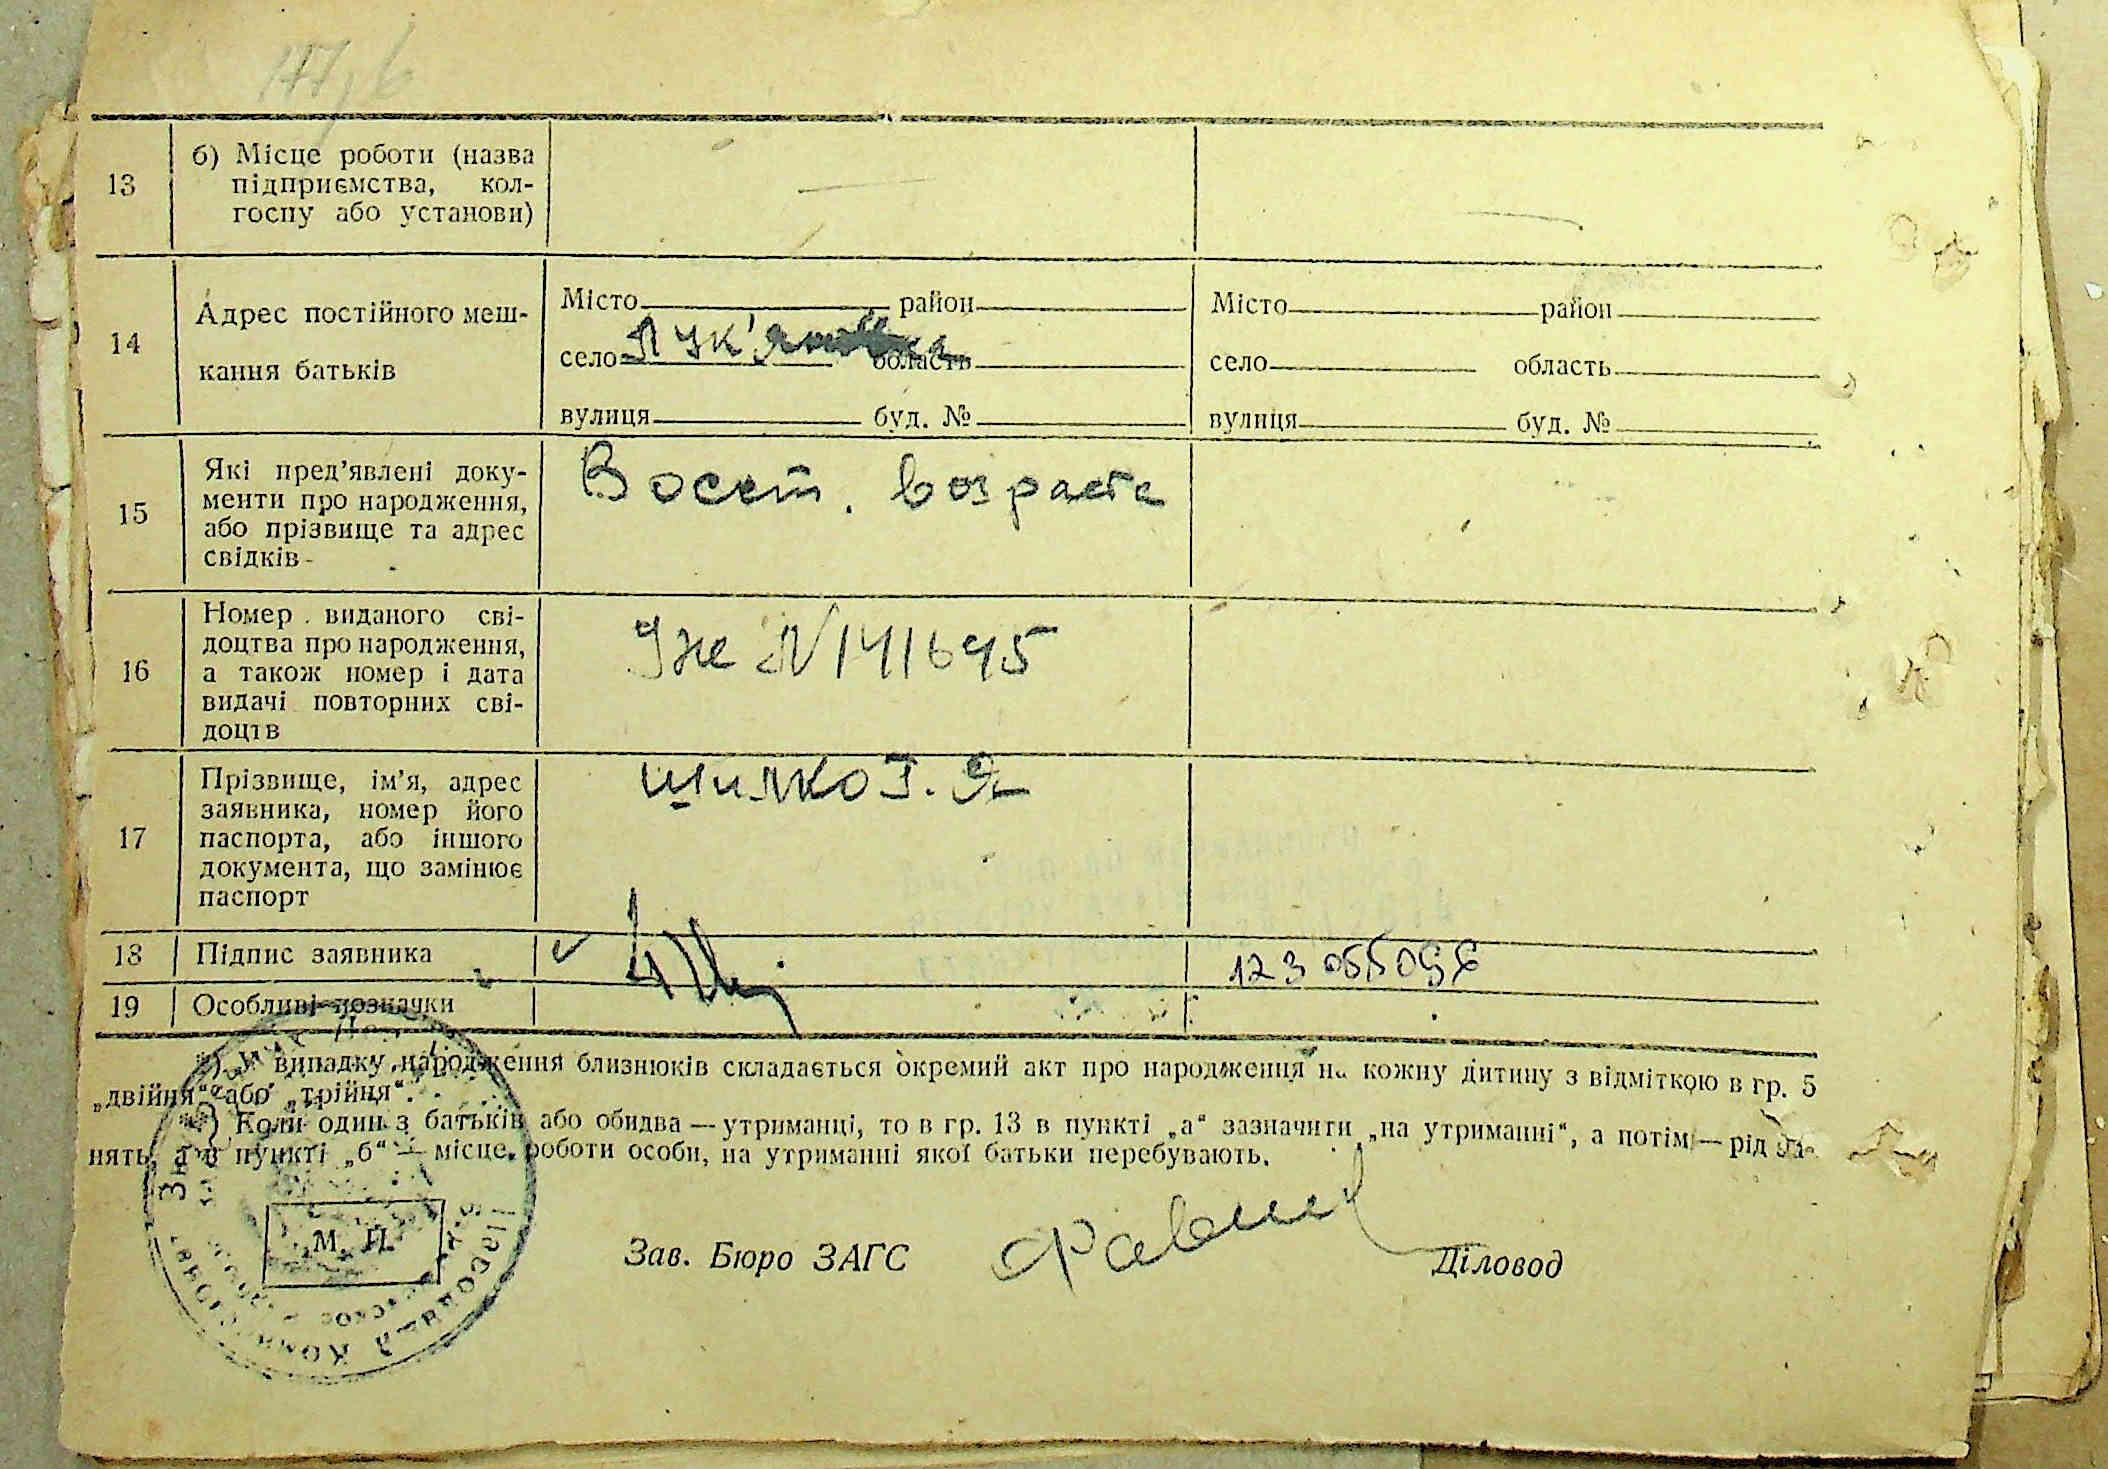 13
б) Місце роботи (назва
підприємства, кол-
госпу або установи)
14
Адрес постійного меш-
кання батьків
Місто район
село Лук'янівка область
вулиця буд. №
Місто район
село область
вулиця буд. №
15
Які пред'явлені доку-
менти про народження,
або прізвище та адрес
свідків
Восст. возраста
16
Номер виданого сві-
доцтва про народження,
а також номер і дата
видачі повторних сві-
доцтв
N 141645
17
Прізвище, ім'я, адрес
заявника, номер його
паспорта, або іншого
документа, що замінює
паспорт
Шилко Г. Я
18 Підпис заявника
19 Особливі позначки
*) У випадку народження близнюків складається окремий акт про народження на кожну дитину з відміткою в гр. 5
„двійня“ або „трійня“.
**) Коли один з батьків або обидва — утриманці, то в гр. 13 в пункті „а“ зазначити „на утриманні“, а потім — рід за-
нять, а в пункті „б“ — місце роботи особи, на утриманні якої батьки перебувають.
М. П.
Зав. Бюро ЗАГС
Діловод